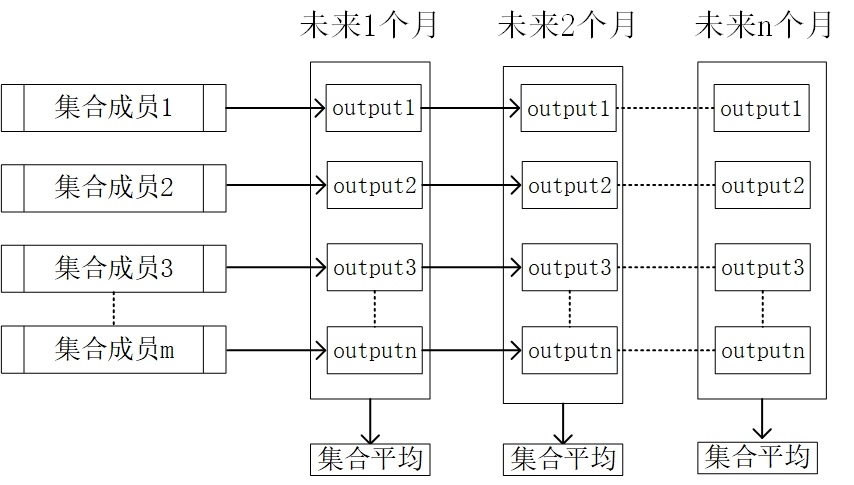 未来1个月 未来2个月 未来n个月
集合成员1 output1 output1 output1
集合成员2 output2 output2 output2
集合成员3 output3 output3 output3
集合成员m outputn outputn outputn
集合平均 集合平均 集合平均